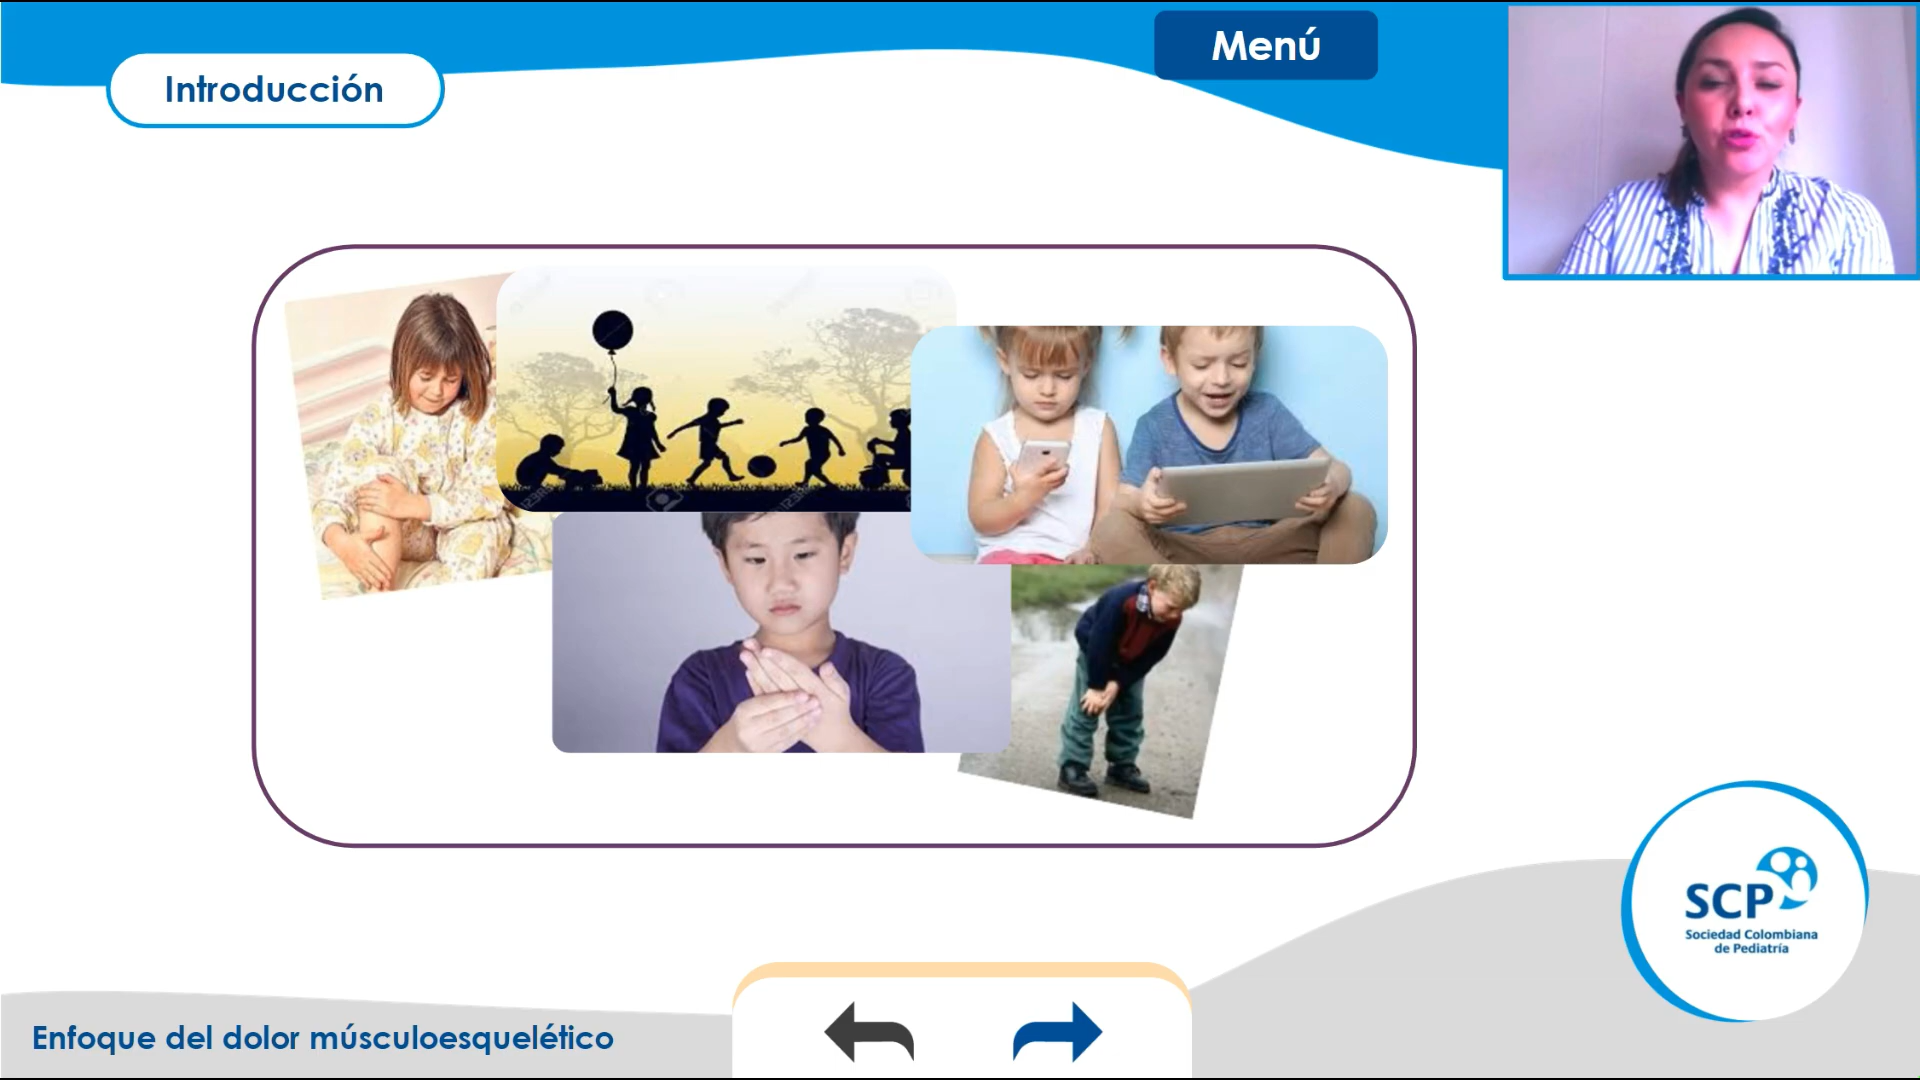 Menú
Introducción
SCP
Sociedad Colombiana
de Pediatría
Enfoque del dolor músculoesquelético